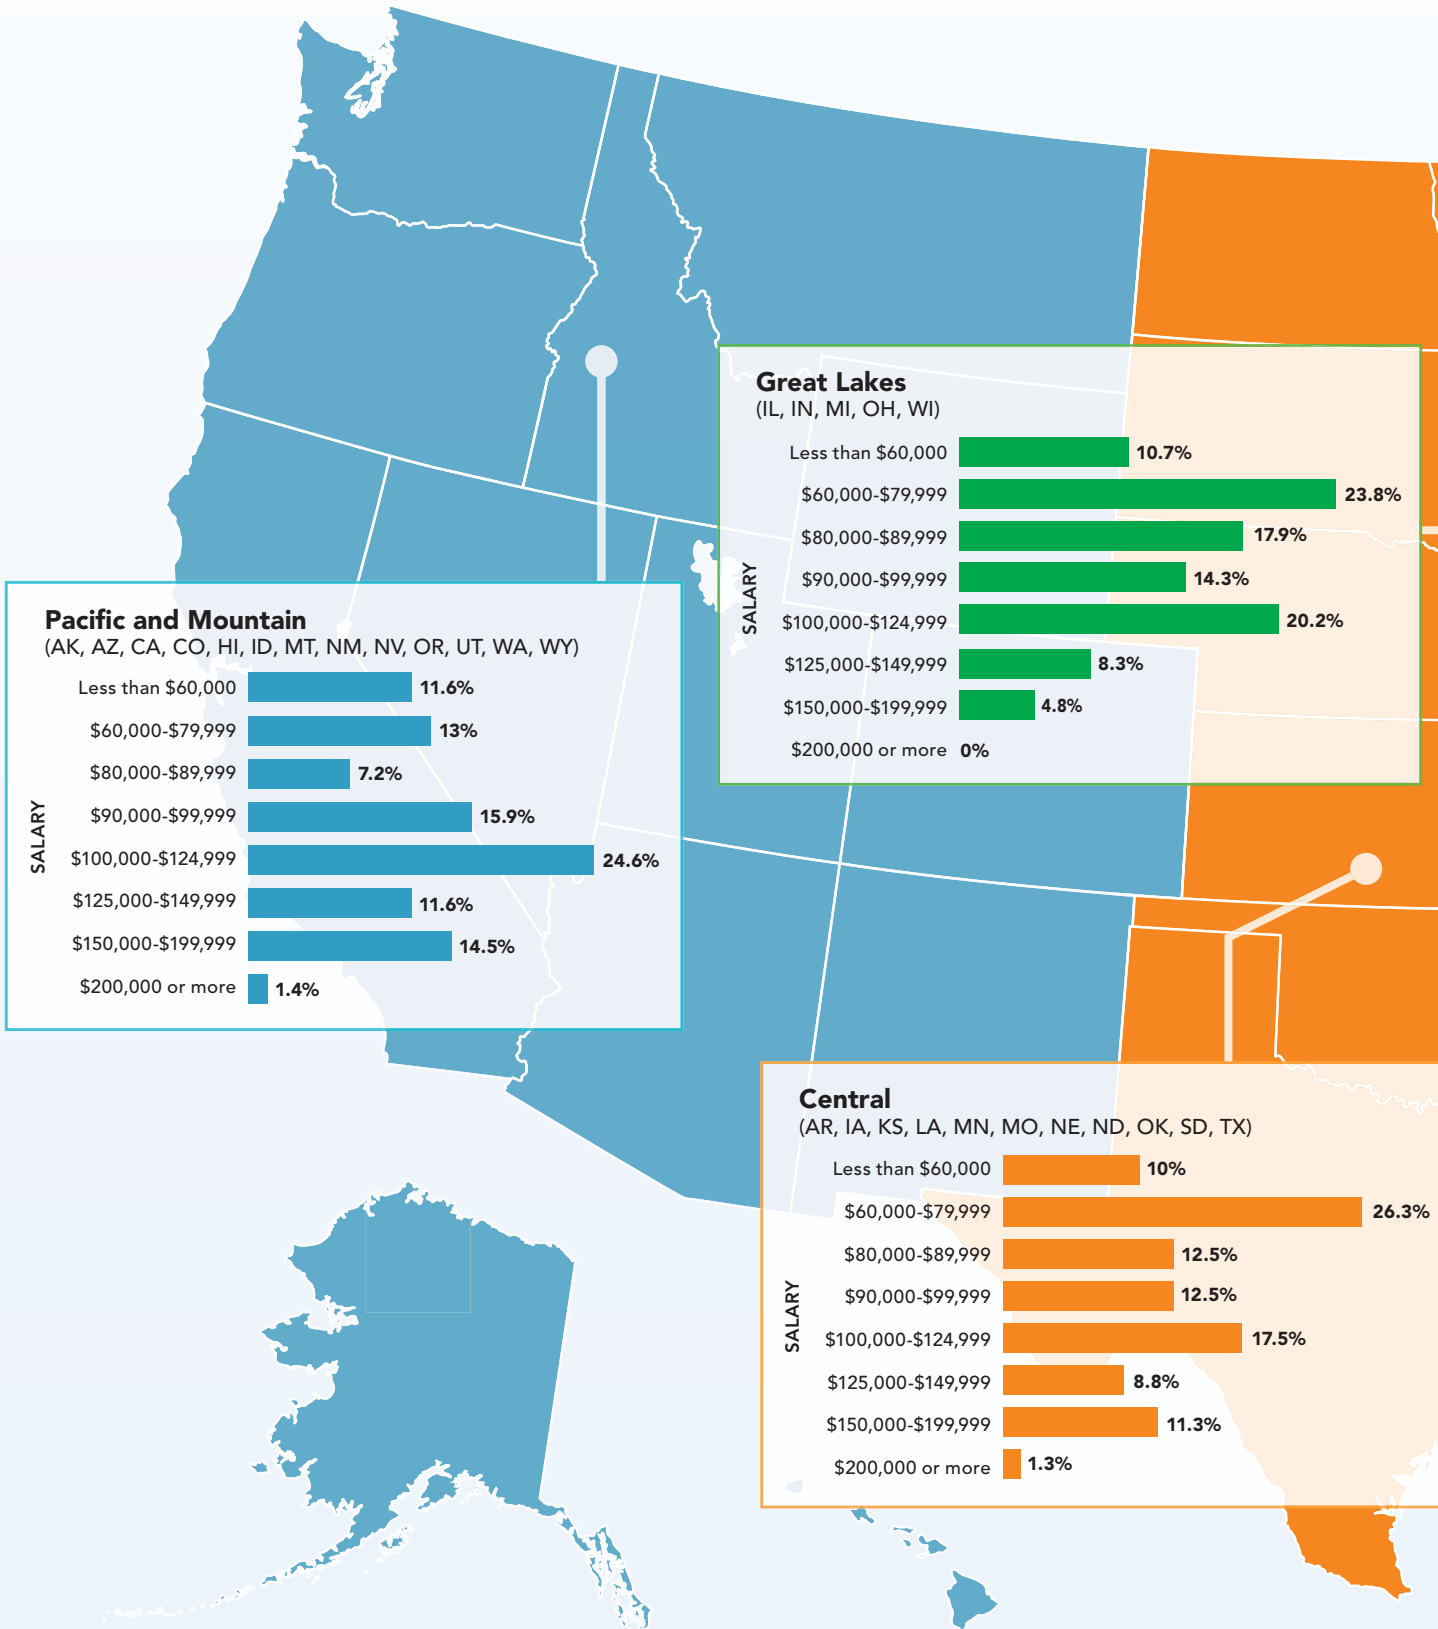 Great Lakes
(IL, IN, MI, OH, WI)
SALARY
Less than $60,000 10.7%
$60,000-$79,999 23.8%
$80,000-$89,999 17.9%
$90,000-$99,999 14.3%
$100,000-$124,999 20.2%
$125,000-$149,999 8.3%
$150,000-$199,999 4.8%
$200,000 or more 0%
Pacific and Mountain
(AK, AZ, CA, CO, HI, ID, MT, NM, NV, OR, UT, WA, WY)
SALARY
Less than $60,000 11.6%
$60,000-$79,999 13%
$80,000-$89,999 7.2%
$90,000-$99,999 15.9%
$100,000-$124,999 24.6%
$125,000-$149,999 11.6%
$150,000-$199,999 14.5%
$200,000 or more 1.4%
Central
(AR, IA, KS, LA, MN, MO, NE, ND, OK, SD, TX)
SALARY
Less than $60,000 10%
$60,000-$79,999 26.3%
$80,000-$89,999 12.5%
$90,000-$99,999 12.5%
$100,000-$124,999 17.5%
$125,000-$149,999 8.8%
$150,000-$199,999 11.3%
$200,000 or more 1.3%